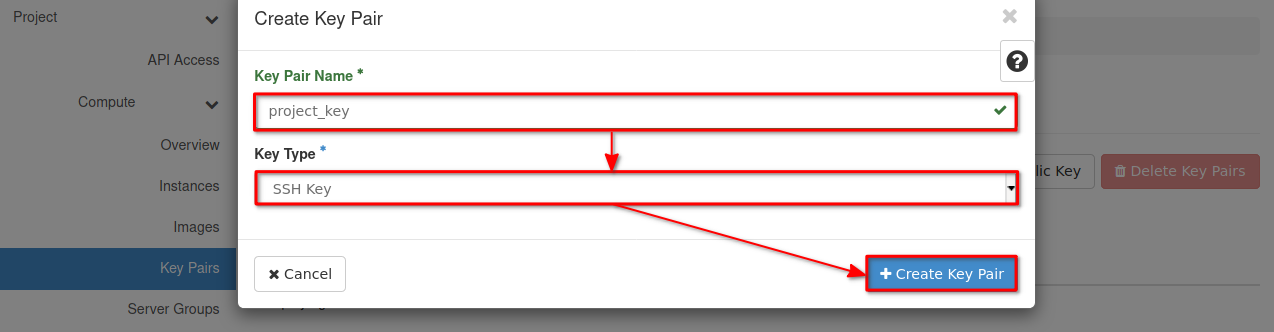 Project
API Access
Compute
Overview
Instances
Images
Key Pairs
Server Groups
Create Key Pair
Key Pair Name *
project_key
Key Type *
SSH Key
Cancel
Create Key Pair
lic Key
Delete Key Pairs